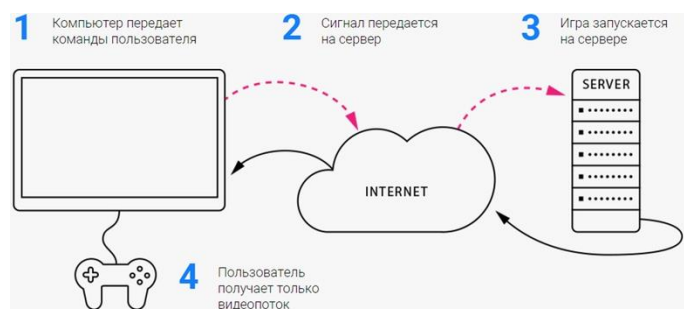 1
Компьютер передает
команды пользователя
2
Сигнал передается
на сервер
3
Игра запускается
на сервере
SERVER
INTERNET
4
Пользователь
получает только
видеопоток